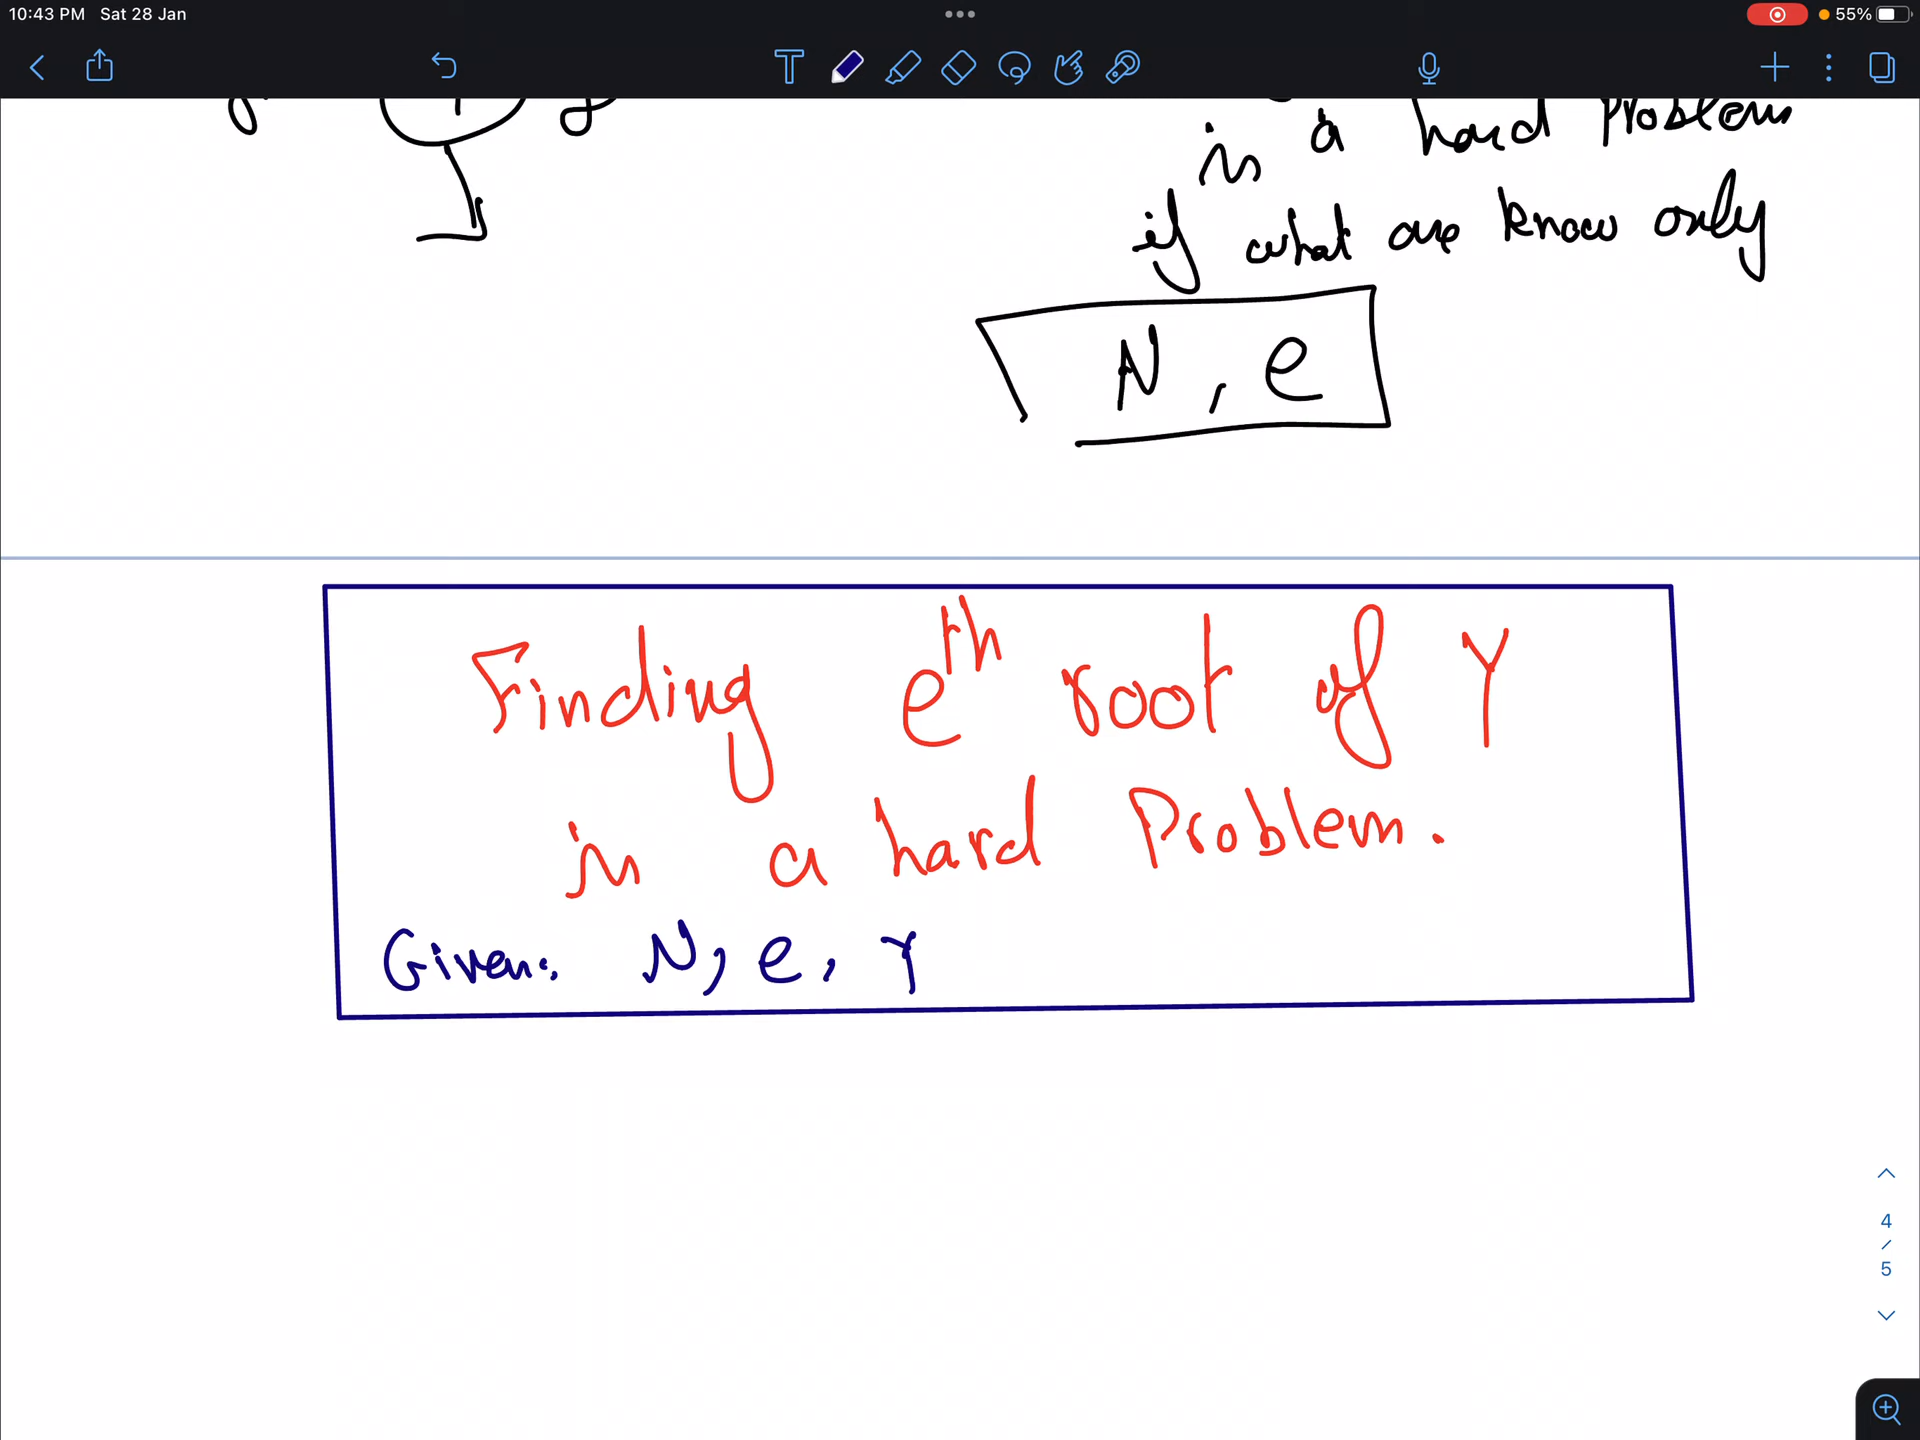 10:43 PM Sat 28 Jan
55%
T
is a hard Problem
if what are know only
N, e
Finding eth root of Y
is a hard Problem.
Given: N, e, Y
4
/
5